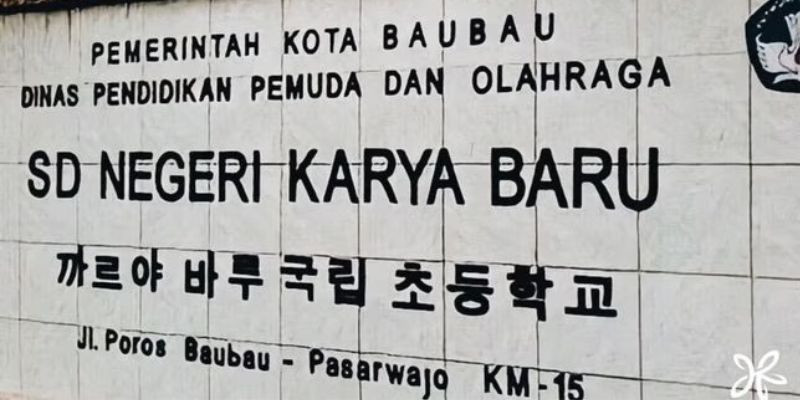 PEMERINTAH KOTA BAUBAU
DINAS PENDIDIKAN PEMUDA DAN OLAHRAGA
SD NEGERI KARYA BARU
까르야 바루 국립 초등학교
Jl. Poros Baubau - Pasarwajo KM-15